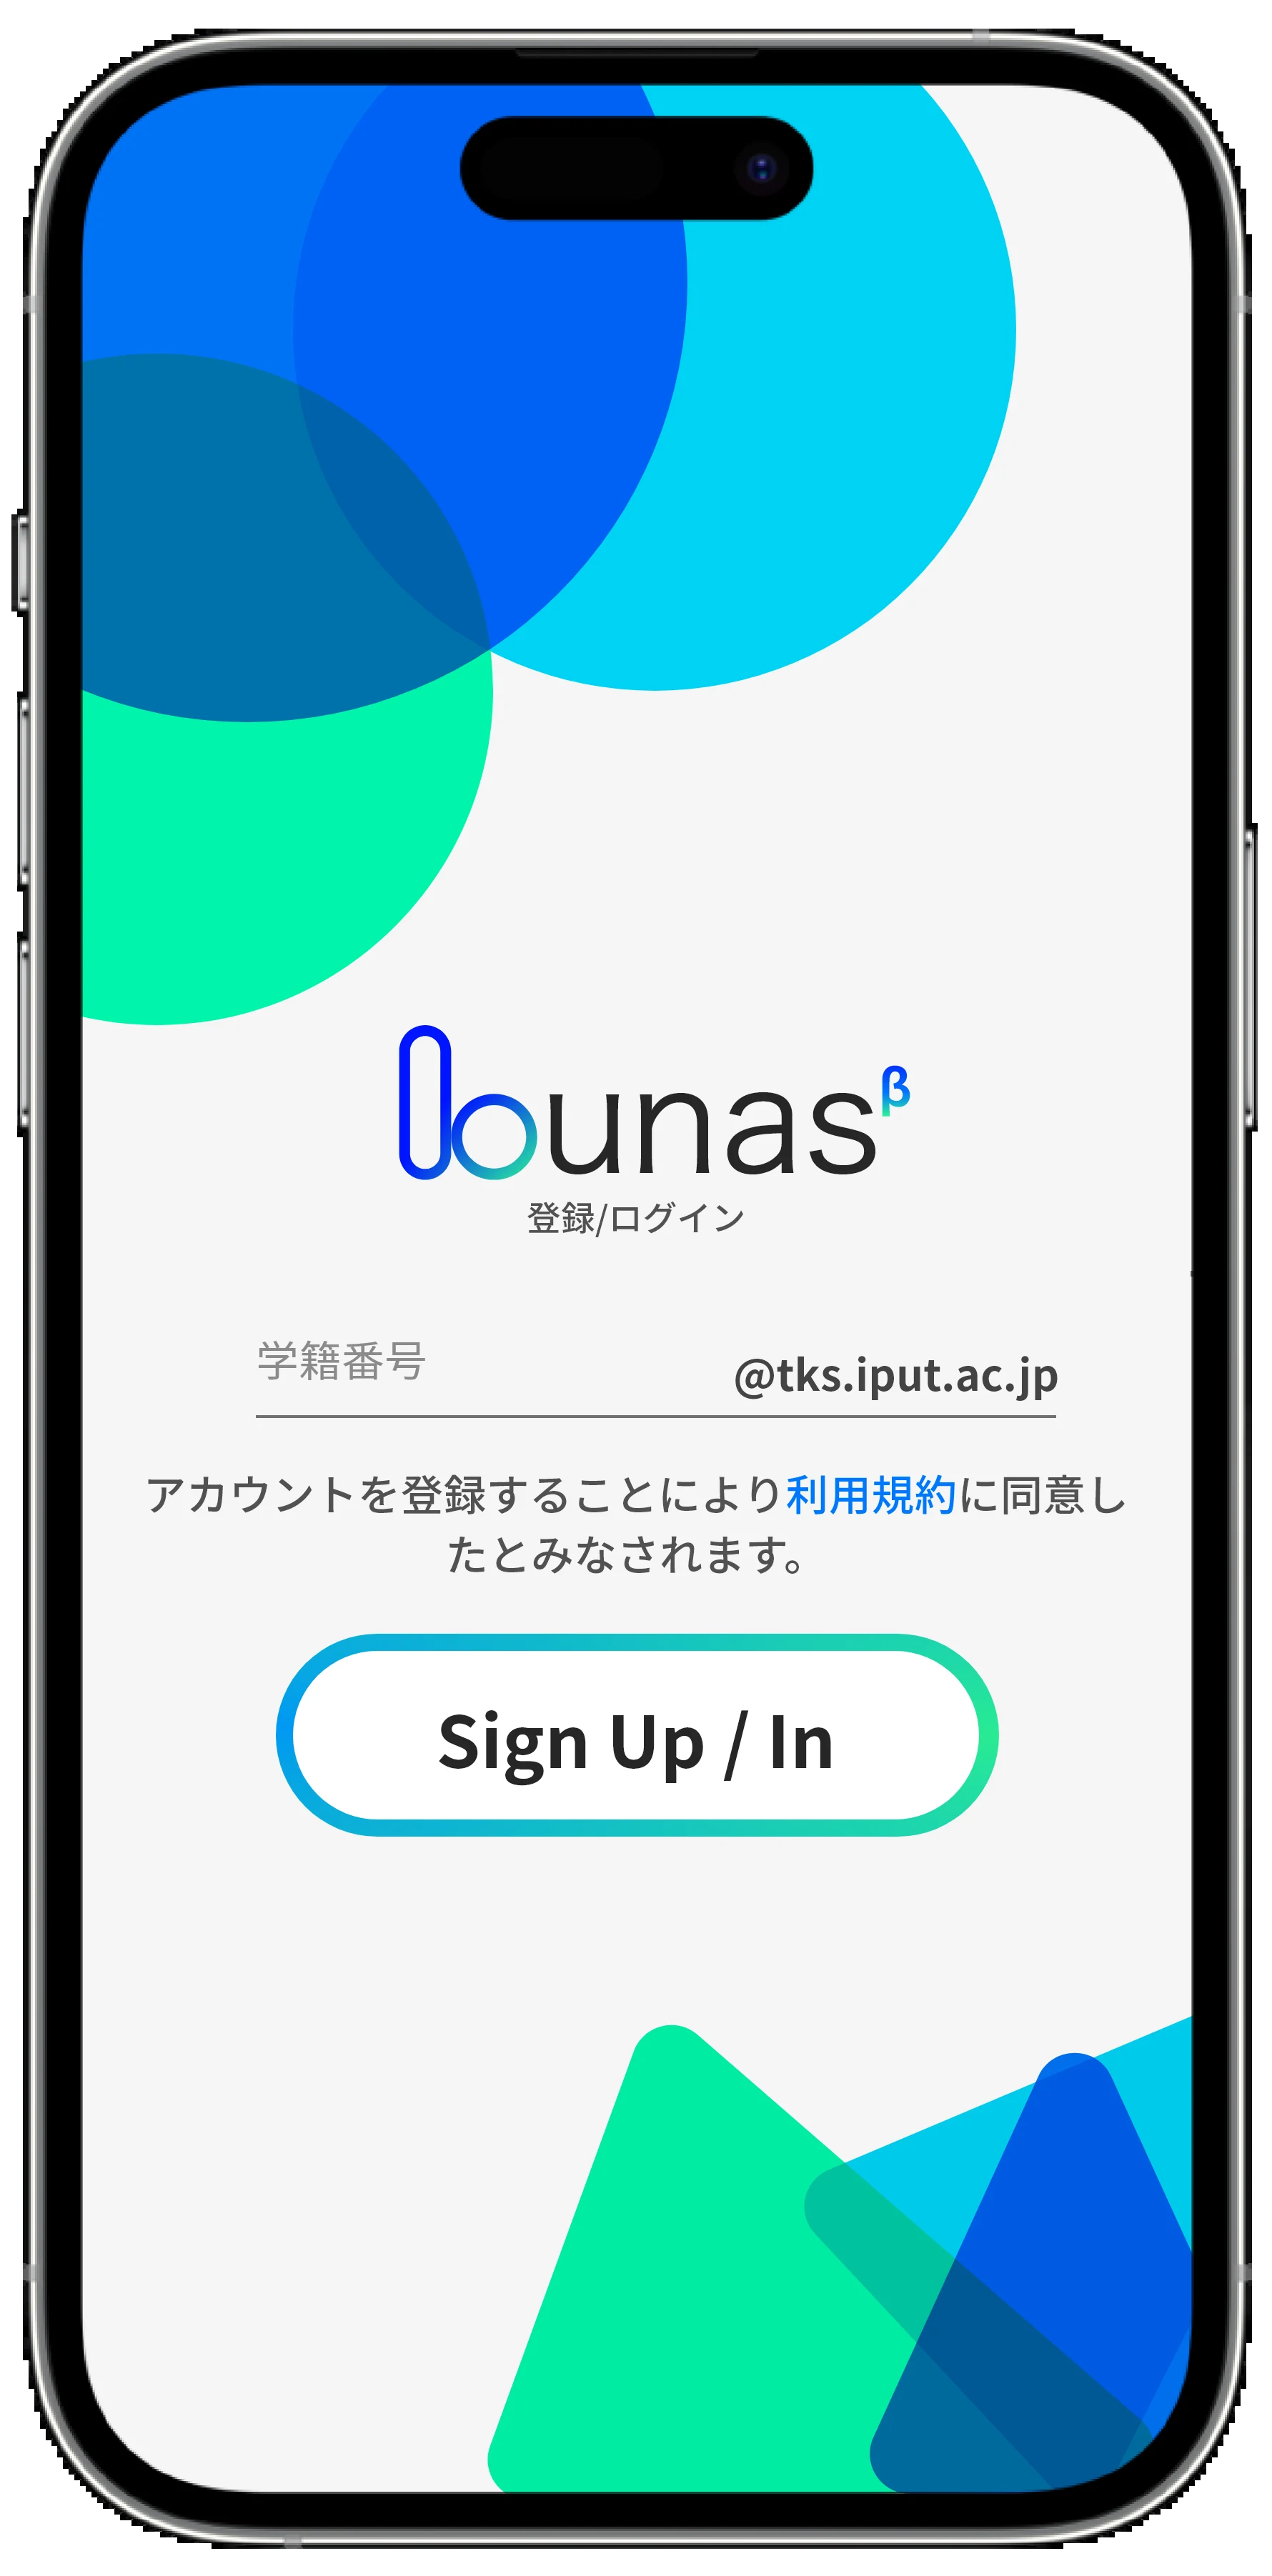 lounasβ
登録/ログイン
学籍番号 @tks.iput.ac.jp
アカウントを登録することにより利用規約に同意し
たとみなされます。
Sign Up / In